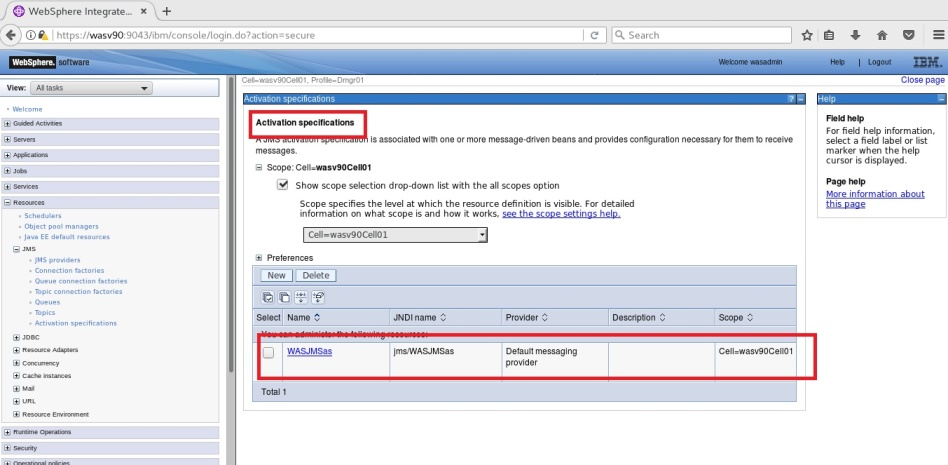 WebSphere Integrate...
https://wasv90:9043/ibm/console/login.do?action=secure
Search
WebSphere. software
Welcome wasadmin
Help | Logout
IBM.
View: All tasks
Cell=wasv90Cell01, Profile=Dmgr01
Close page
Welcome
Guided Activities
Servers
Applications
Jobs
Services
Resources
Schedulers
Object pool managers
Java EE default resources
JMS
JMS providers
Connection factories
Queue connection factories
Topic connection factories
Queues
Topics
Activation specifications
JDBC
Resource Adapters
Concurrency
Cache instances
Mail
URL
Resource Environment
Runtime Operations
Security
Operational policies
Activation specifications
Activation specifications
A JMS activation specification is associated with one or more message-driven beans and provides configuration necessary for them to receive
messages.
Scope: Cell=wasv90Cell01
Show scope selection drop-down list with the all scopes option
Scope specifies the level at which the resource definition is visible. For detailed
information on what scope is and how it works, see the scope settings help.
Cell=wasv90Cell01
Preferences
New Delete
Select Name JNDI name Provider Description Scope
You can administer the following resources:
WASJMSas jms/WASJMSas Default messaging Cell=wasv90Cell01
provider
Total 1
Help
Field help
For field help information,
select a field label or list
marker when the help
cursor is displayed.
Page help
More information about
this page